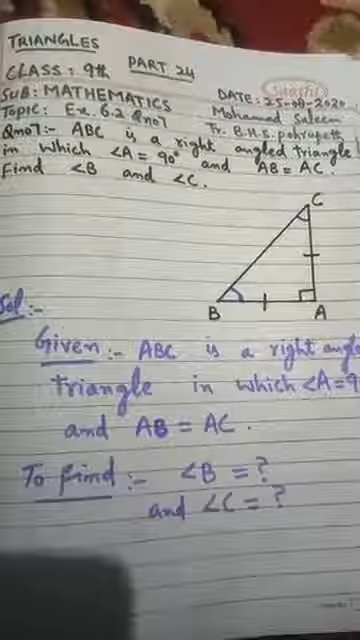 TRIANGLES
CLASS: 9th PART 24
SUB: MATHEMATICS DATE: 25-08-2020
Topic: Ex. 6.2 Qno7 Mohamad Saleem
Tr. B.H.S. pohrupeth
Qno7:- ABC is a right angled triangle
in which ∠A = 90° and AB = AC.
Find ∠B and ∠C.
C
B A
Sol:-
Given:- ABC is a right angle
triangle in which ∠A = 9
and AB = AC.
To find:- ∠B = ?
and ∠C = ?